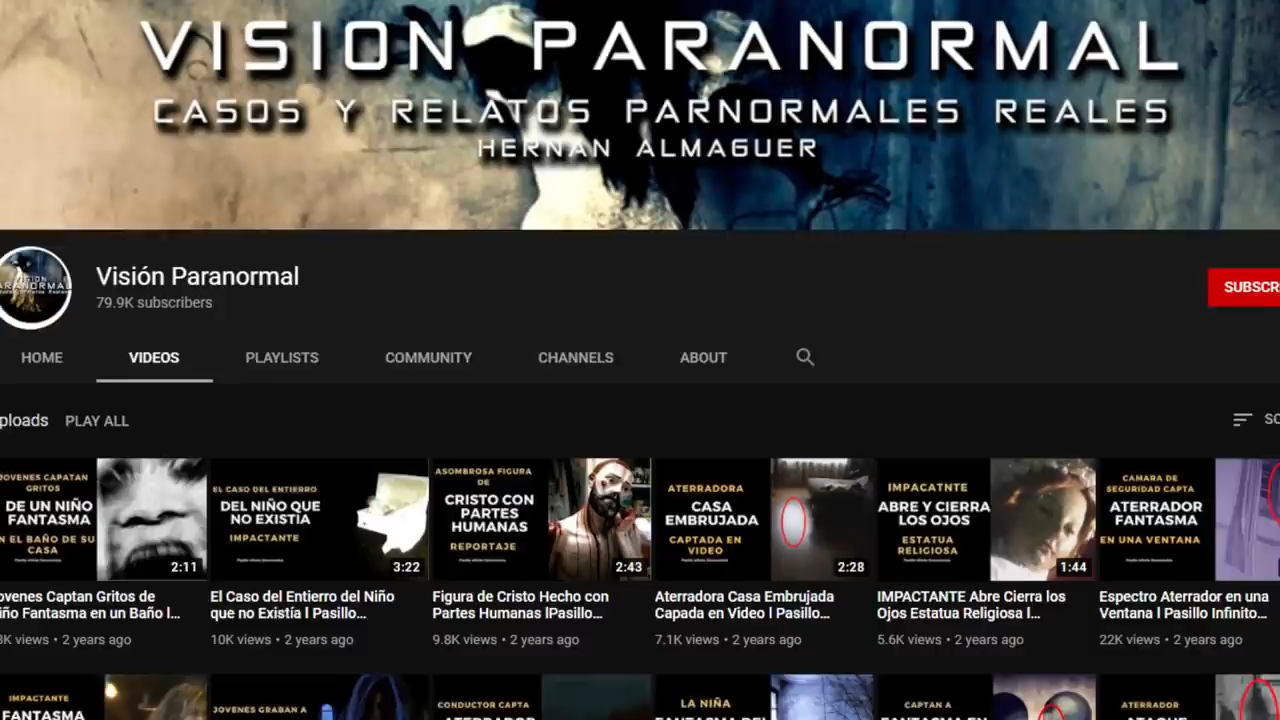 VISION PARANORMAL
CASOS Y RELATOS PARNORMALES REALES
HERNAN ALMAGUER
Visión Paranormal
79.9K subscribers
SUBSCR
HOME VIDEOS PLAYLISTS COMMUNITY CHANNELS ABOUT
ploads PLAY ALL
SO
JOVENES CAPTAN
GRITOS
DE UN NIÑO
FANTASMA
N EL BAÑO DE SU
CASA
2:11
ovenes Captan Gritos de
iño Fantasma en un Baño l...
8K views • 2 years ago
EL CASO DEL ENTIERRO
DEL NIÑO QUE
NO EXISTÍA
IMPACTANTE
3:22
El Caso del Entierro del Niño
que no Existía l Pasillo...
10K views • 2 years ago
ASOMBROSA FIGURA
DE
CRISTO CON
PARTES
HUMANAS
REPORTAJE
2:43
Figura de Cristo Hecho con
Partes Humanas lPasillo...
9.8K views • 2 years ago
ATERRADORA
CASA
EMBRUJADA
CAPTADA EN
VIDEO
2:28
Aterradora Casa Embrujada
Capada en Video l Pasillo...
7.1K views • 2 years ago
IMPACATNTE
ABRE Y CIERRA
LOS OJOS
ESTATUA
RELIGIOSA
1:44
IMPACTANTE Abre Cierra los
Ojos Estatua Religiosa l...
5.6K views • 2 years ago
CAMARA DE
SEGURIDAD CAPTA
ATERRADOR
FANTASMA
EN UNA VENTANA
Espectro Aterrador en una
Ventana l Pasillo Infinito...
22K views • 2 years ago
IMPACTANTE
FANTASMA
JOVENES GRABAN A
CONDUCTOR CAPTA
ATERRADOR
LA NIÑA
FANTASMA DEL
CAPTAN A
FANTASMA EN
ATERRADOR
ATAQUE